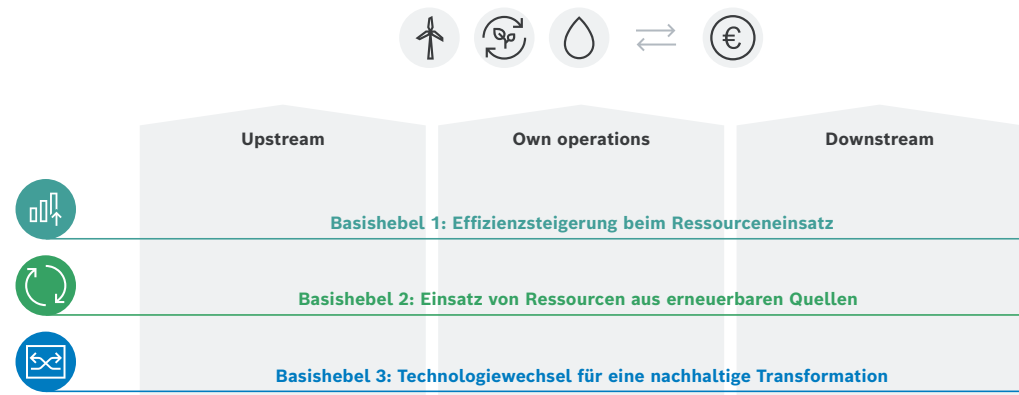 €
Upstream
Own operations
Downstream
Basishebel 1: Effizienzsteigerung beim Ressourceneinsatz
Basishebel 2: Einsatz von Ressourcen aus erneuerbaren Quellen
Basishebel 3: Technologiewechsel für eine nachhaltige Transformation